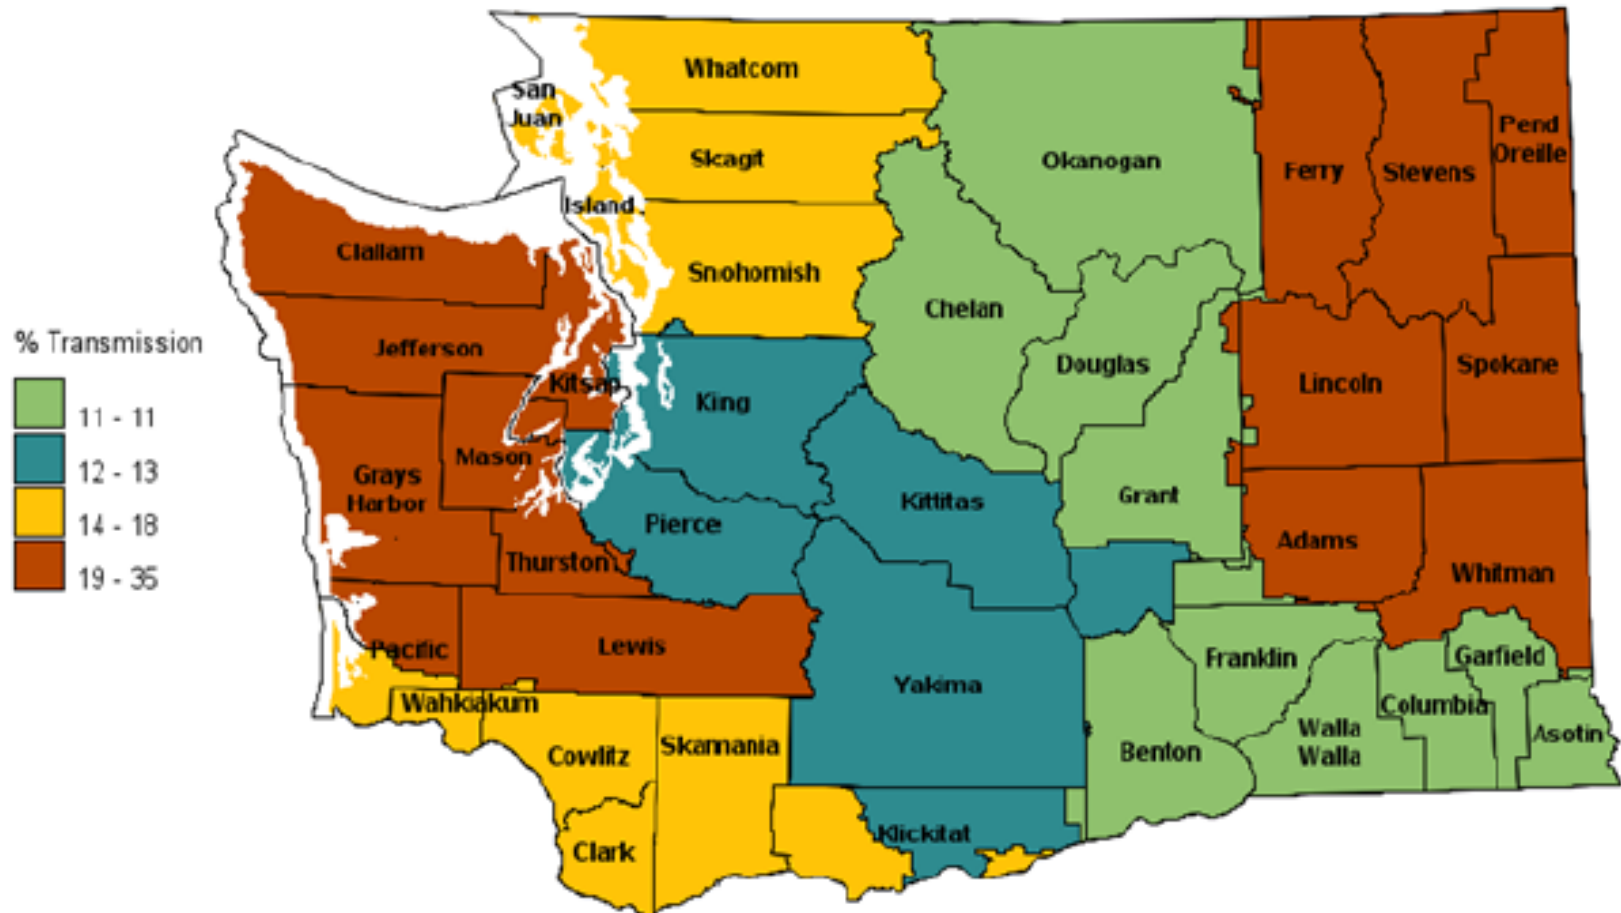 % Transmission
11 - 11
12 - 13
14 - 18
19 - 35
Whatcom
San
Juan
Skagit
Island
Snohomish
Okanogan
Ferry
Stevens
Pend
Oreille
Clallam
Jefferson
Kitsap
Chelan
Douglas
Lincoln
Spokane
King
Mason
Grays
Harbor
Kittitas
Grant
Pierce
Thurston
Adams
Whitman
Pacific
Lewis
Yakima
Franklin
Garfield
Columbia
Wahkiakum
Cowlitz
Skamania
Benton
Walla
Walla
Asotin
Clark
Klickitat